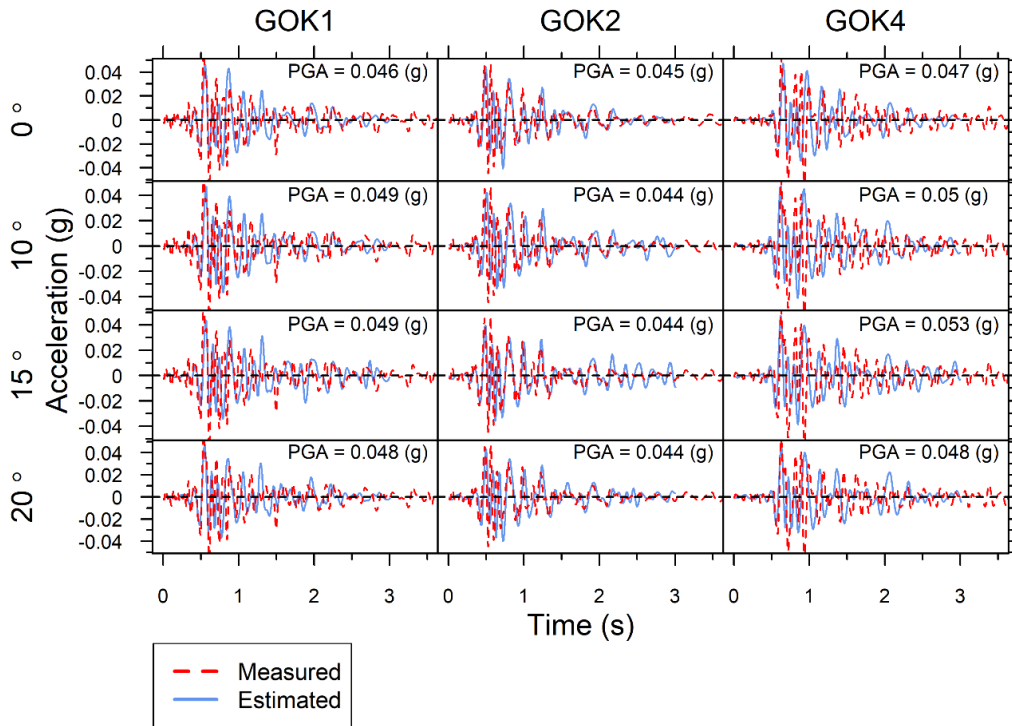 GOK1 GOK2 GOK4
0° 0.04 0.02 0 -0.02 -0.04 PGA = 0.046 (g) PGA = 0.045 (g) PGA = 0.047 (g)
10° 0.04 0.02 0 -0.02 -0.04 PGA = 0.049 (g) PGA = 0.044 (g) PGA = 0.05 (g)
Acceleration (g)
15° 0.04 0.02 0 -0.02 -0.04 PGA = 0.049 (g) PGA = 0.044 (g) PGA = 0.053 (g)
20° 0.04 0.02 0 -0.02 -0.04 PGA = 0.048 (g) PGA = 0.044 (g) PGA = 0.048 (g)
0 1 2 3 0 1 2 3 0 1 2 3
Time (s)
Measured
Estimated